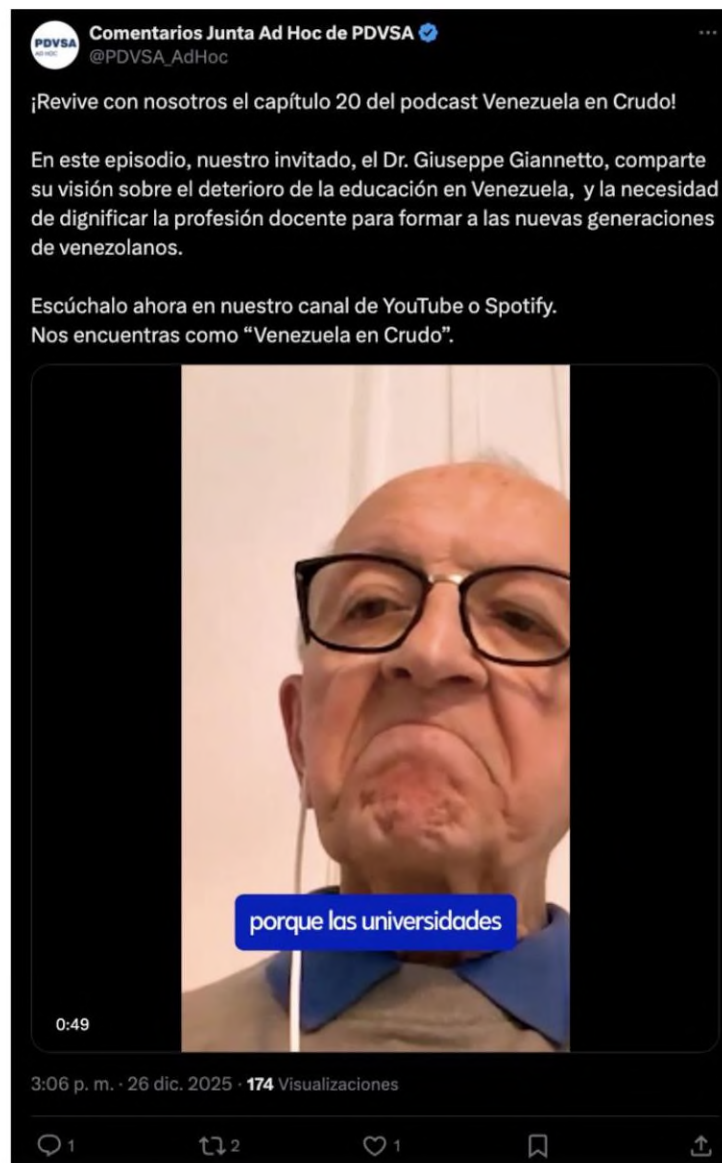 PDVSA
AD HOC
Comentarios Junta Ad Hoc de PDVSA
@PDVSA_AdHoc
¡Revive con nosotros el capítulo 20 del podcast Venezuela en Crudo!
En este episodio, nuestro invitado, el Dr. Giuseppe Giannetto, comparte
su visión sobre el deterioro de la educación en Venezuela,  y la necesidad
de dignificar la profesión docente para formar a las nuevas generaciones
de venezolanos.
Escúchalo ahora en nuestro canal de YouTube o Spotify.
Nos encuentras como “Venezuela en Crudo”.
porque las universidades
0:49
3:06 p. m. · 26 dic. 2025 · 174 Visualizaciones
1 2 1